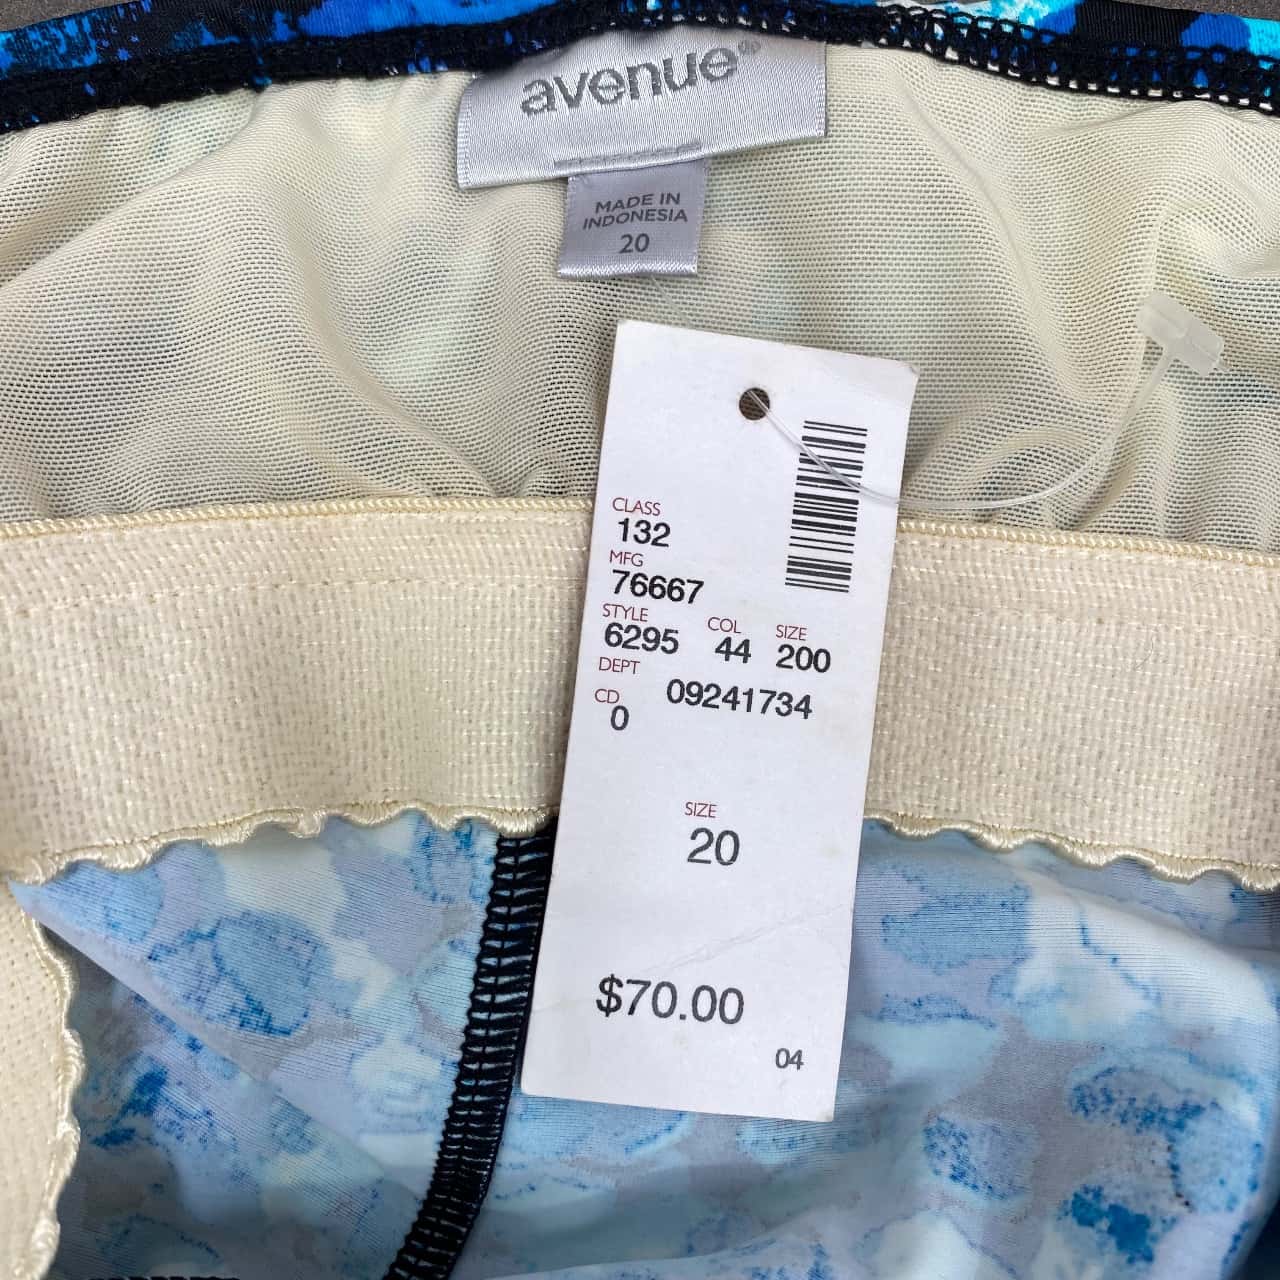 avenue®
MADE IN
INDONESIA
20
CLASS
132
MFG
76667
STYLE COL SIZE
6295 44 200
DEPT
09241734
CD
0
SIZE
20
$70.00
04